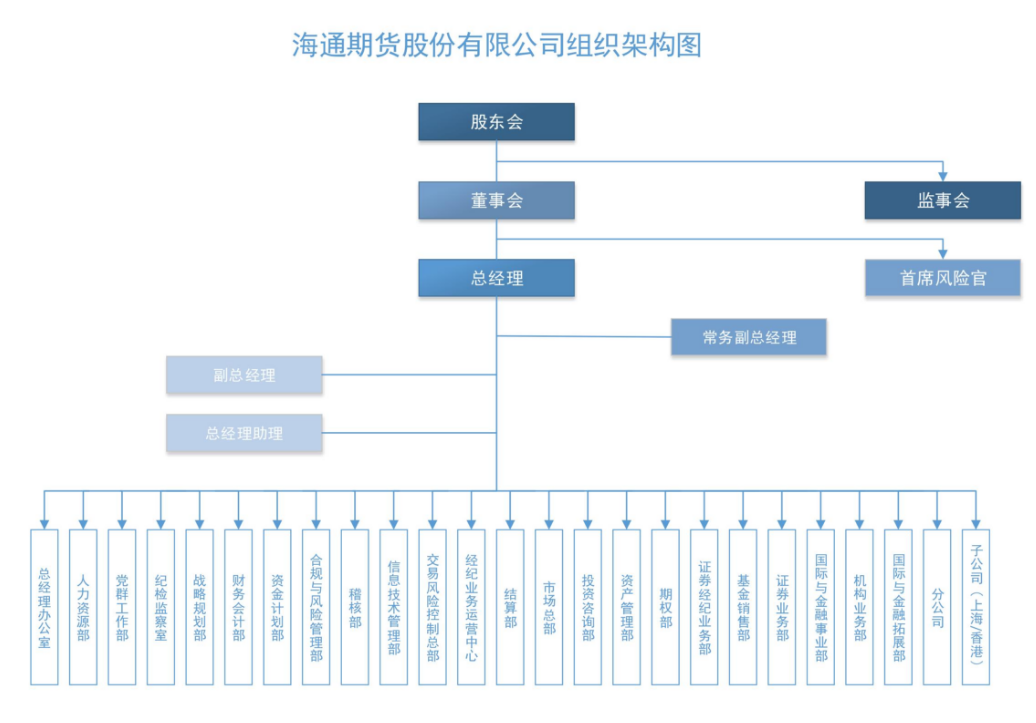 海通期货股份有限公司组织架构图
股东会
董事会
监事会
总经理
首席风险官
常务副总经理
副总经理
总经理助理
总经理办公室
人力资源部
党群工作部
纪检监察室
战略规划部
财务会计部
资金计划部
合规与风险管理部
稽核部
信息技术管理部
交易风险控制总部
经纪业务运营中心
结算部
市场总部
投资咨询部
资产管理部
期权部
证券经纪业务部
基金销售部
证券业务部
国际与金融事业部
机构业务部
国际与金融拓展部
分公司
子公司（上海/香港）